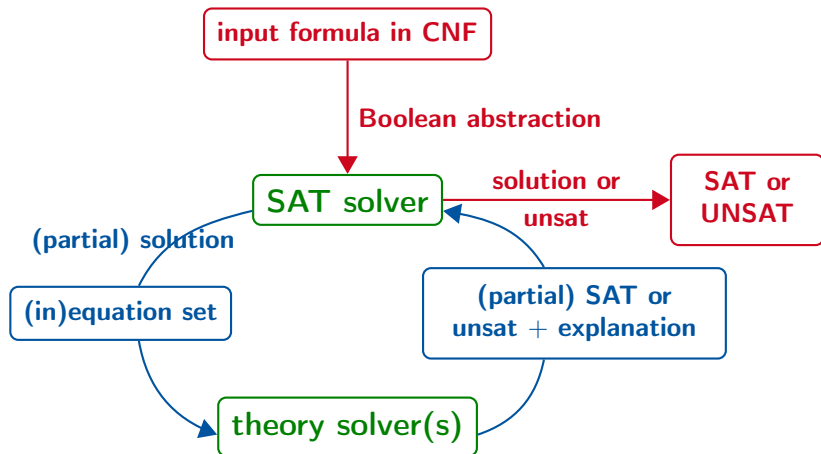 input formula in CNF
Boolean abstraction
SAT solver
solution or
unsat
SAT or
UNSAT
(partial) solution
(in)equation set
(partial) SAT or
unsat + explanation
theory solver(s)